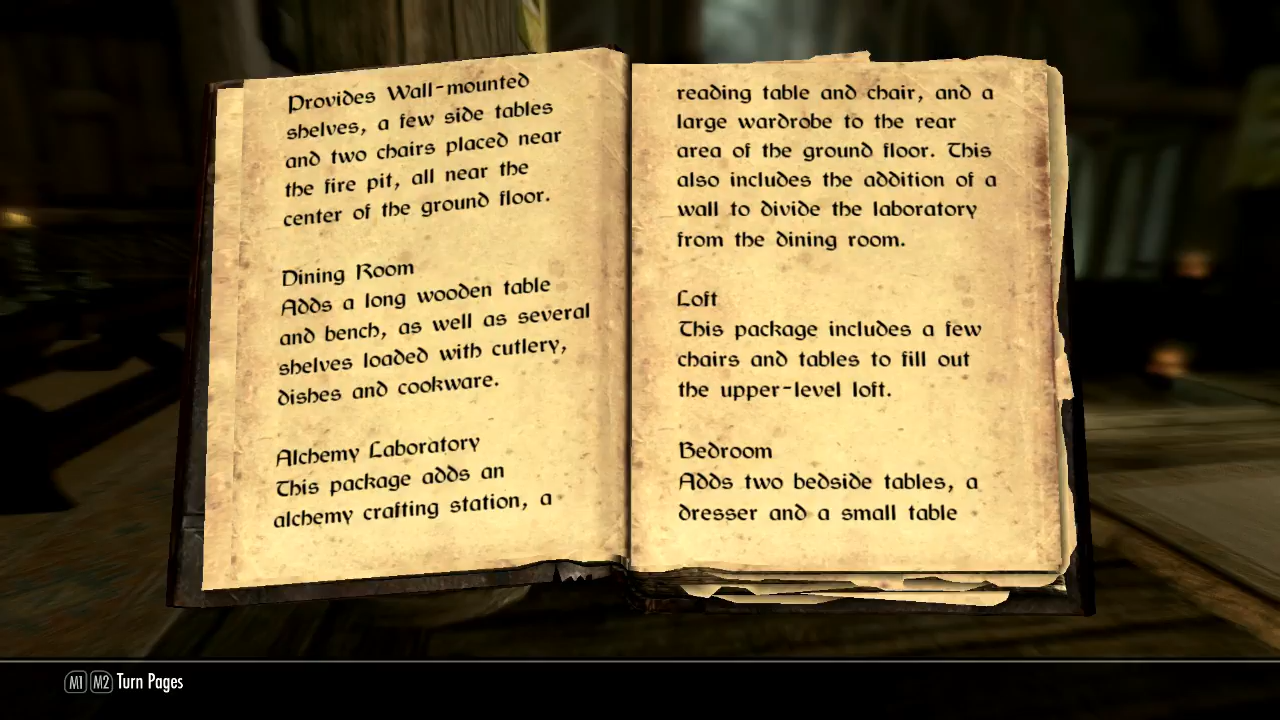 Provides Wall-mounted
shelves, a few side tables
and two chairs placed near
the fire pit, all near the
center of the ground floor.
Dining Room
Adds a long wooden table
and bench, as well as several
shelves loaded with cutlery,
dishes and cookware.
Alchemy Laboratory
This package adds an
alchemy crafting station, a
reading table and chair, and a
large wardrobe to the rear
area of the ground floor. This
also includes the addition of a
wall to divide the laboratory
from the dining room.
Loft
This package includes a few
chairs and tables to fill out
the upper-level loft.
Bedroom
Adds two bedside tables, a
dresser and a small table
M1 M2 Turn Pages